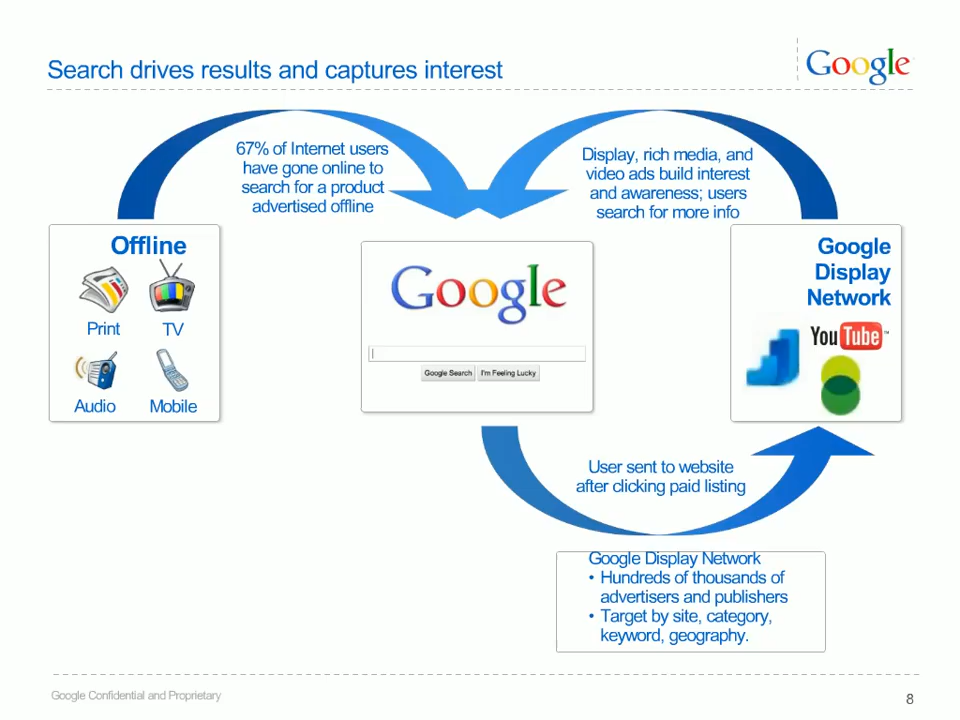 Search drives results and captures interest
Google
67% of Internet users
have gone online to
search for a product
advertised offline
Display, rich media, and
video ads build interest
and awareness; users
search for more info
Offline
Print
TV
Audio
Mobile
Google
Google Search
I'm Feeling Lucky
Google
Display
Network
YouTube™
User sent to website
after clicking paid listing
Google Display Network
• Hundreds of thousands of
advertisers and publishers
• Target by site, category,
keyword, geography.
Google Confidential and Proprietary
8